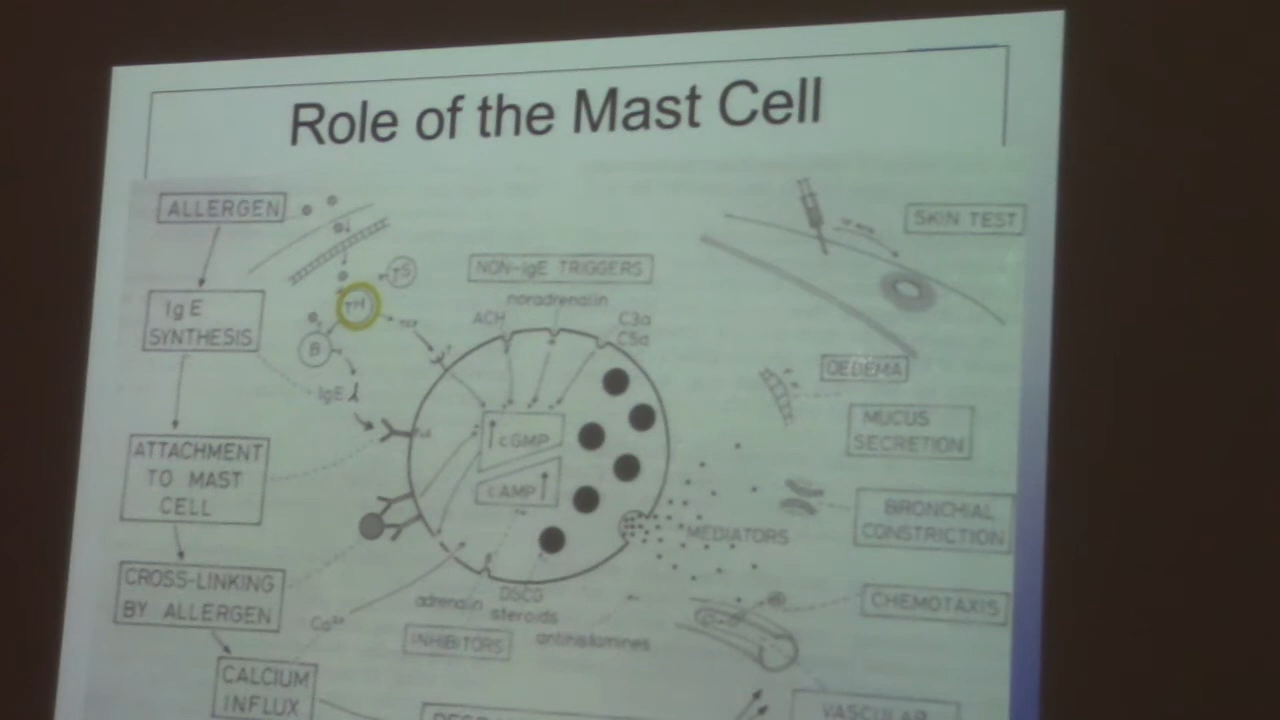 Role of the Mast Cell
ALLERGEN
IgE
SYNTHESIS
ATTACHMENT
TO MAST
CELL
CROSS-LINKING
BY ALLERGEN
CALCIUM
INFLUX
TS
TH
B
IgE
NON-IgE TRIGGERS
noradrenalin
ACH
C3a
C5a
cGMP
cAMP
Ca²⁺
adrenalin
DSCG
steroids
INHIBITORS
antihistamines
MEDIATORS
SKIN TEST
OEDEMA
MUCUS
SECRETION
BRONCHIAL
CONSTRICTION
CHEMOTAXIS
VASCULAR